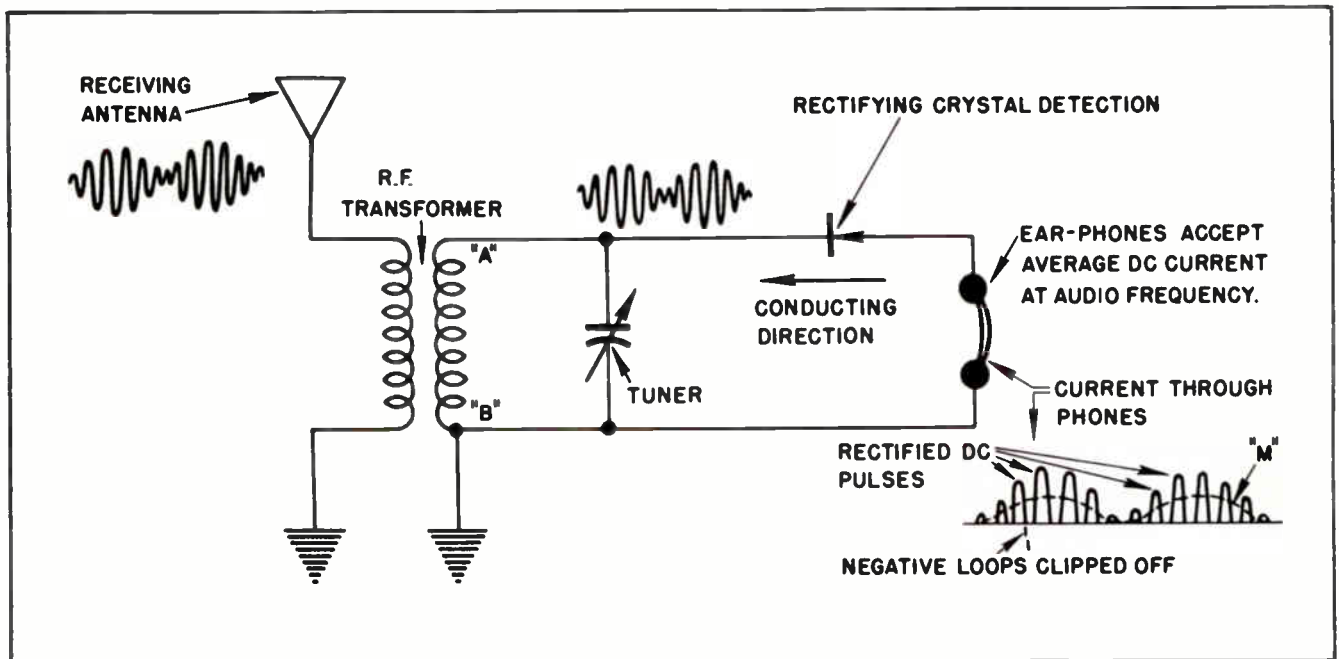 RECEIVING
ANTENNA
R.F.
TRANSFORMER
"A"
"B"
TUNER
RECTIFYING CRYSTAL DETECTION
CONDUCTING
DIRECTION
EAR-PHONES ACCEPT
AVERAGE DC CURRENT
AT AUDIO FREQUENCY.
CURRENT THROUGH
PHONES
RECTIFIED DC
PULSES
"M"
NEGATIVE LOOPS CLIPPED OFF